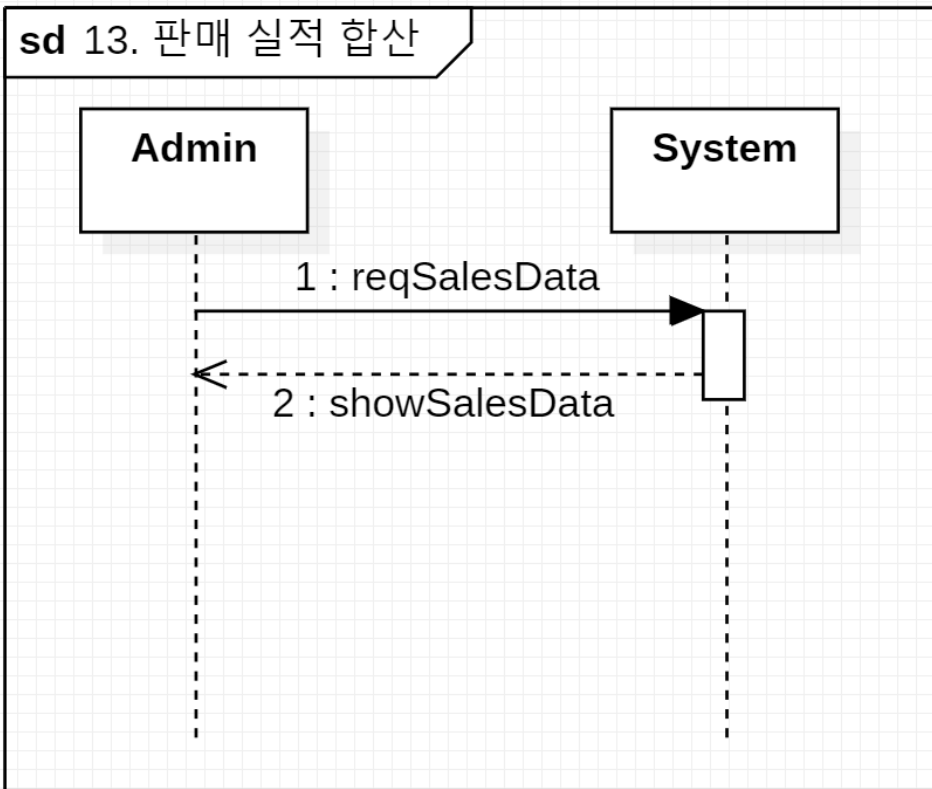 sd 13. 판매 실적 합산
Admin
System
1 : reqSalesData
2 : showSalesData